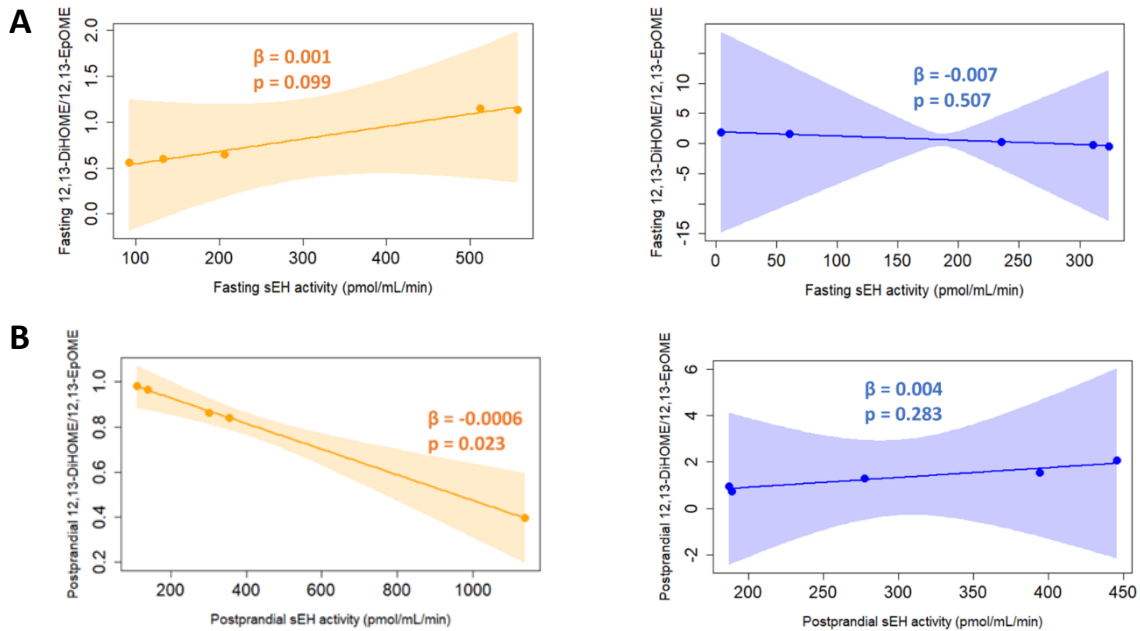 A
Fasting 12,13-DiHOME/12,13-EpOME
2.0
1.5
1.0
0.5
0.0
β = 0.001
p = 0.099
100
200
300
400
500
Fasting sEH activity (pmol/mL/min)
Fasting 12,13-DiHOME/12,13-EpOME
15
10
5
0
-5
-15
β = -0.007
p = 0.507
0
50
100
150
200
250
300
Fasting sEH activity (pmol/mL/min)
B
Postprandial 12,13-DiHOME/12,13-EpOME
1.0
0.8
0.6
0.4
0.2
β = -0.0006
p = 0.023
200
400
600
800
1000
Postprandial sEH activity (pmol/mL/min)
Postprandial 12,13-DiHOME/12,13-EpOME
6
4
2
0
-2
β = 0.004
p = 0.283
200
250
300
350
400
450
Postprandial sEH activity (pmol/mL/min)